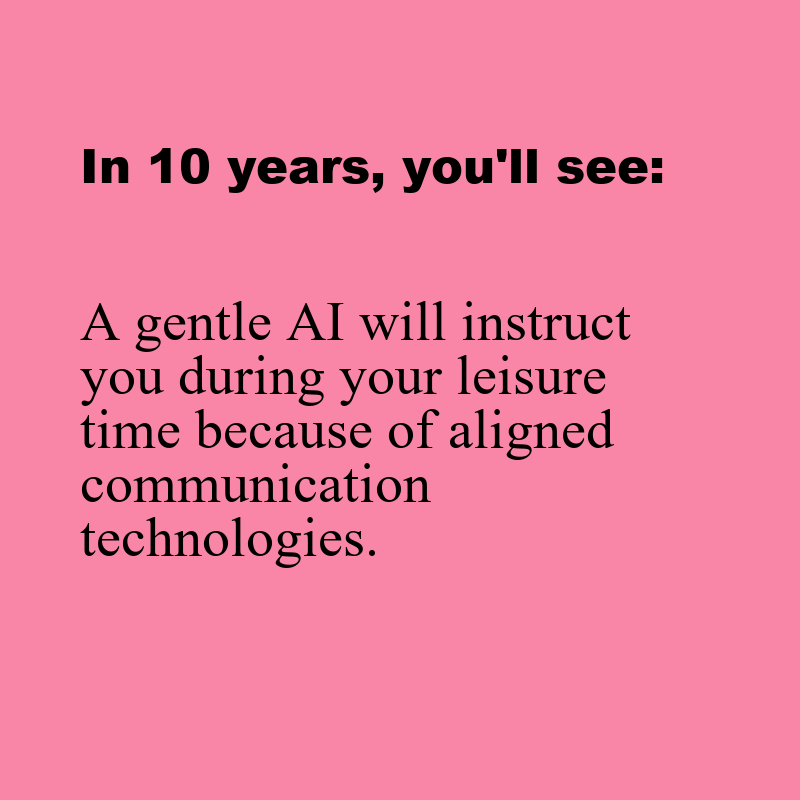 In 10 years, you'll see:
A gentle AI will instruct
you during your leisure
time because of aligned
communication
technologies.